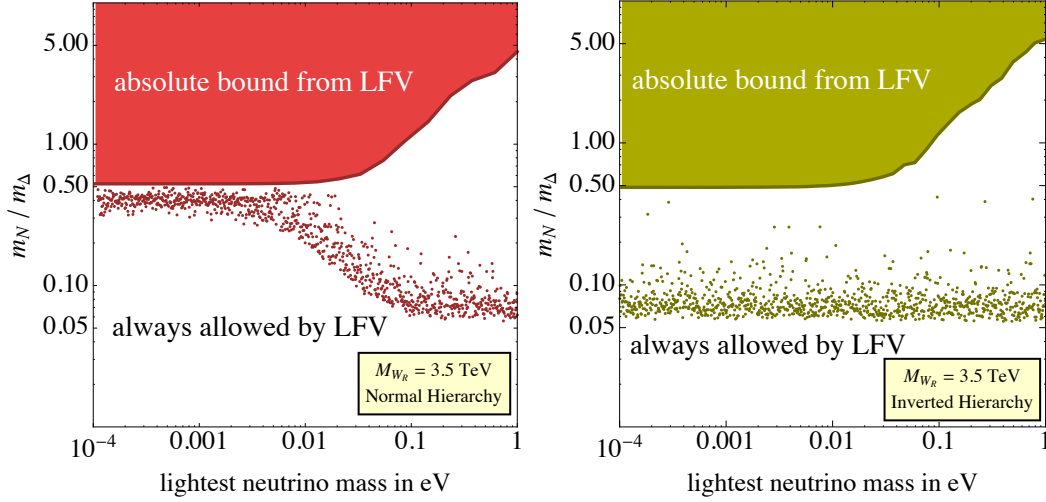 absolute bound from LFV
always allowed by LFV
M_{W_R} = 3.5 TeV
Normal Hierarchy
5.00
1.00
0.50
0.10
0.05
m_N / m_Δ
10^{-4}
0.001
0.01
0.1
1
lightest neutrino mass in eV
absolute bound from LFV
always allowed by LFV
M_{W_R} = 3.5 TeV
Inverted Hierarchy
5.00
1.00
0.50
0.10
0.05
m_N / m_Δ
10^{-4}
0.001
0.01
0.1
1
lightest neutrino mass in eV